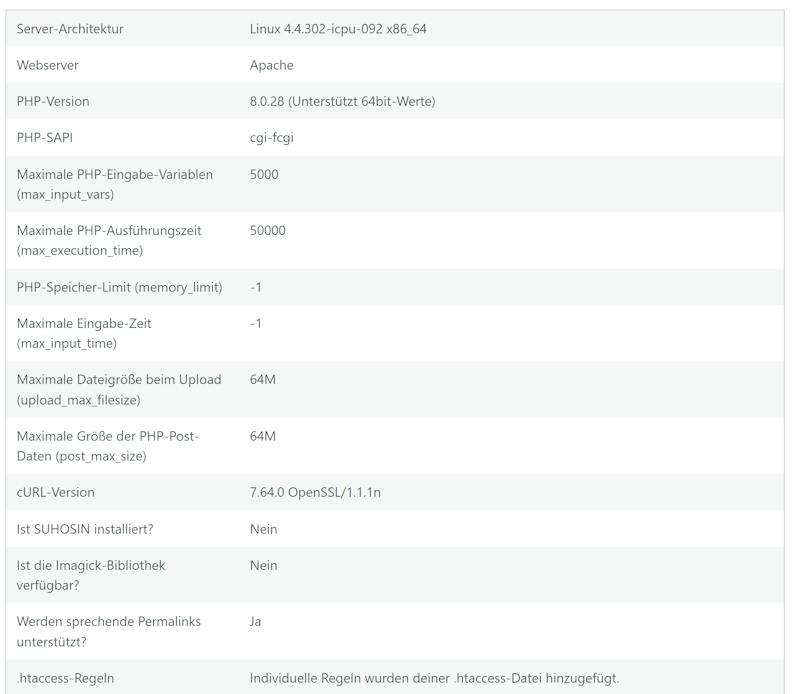 Server-Architektur Linux 4.4.302-icpu-092 x86_64
Webserver Apache
PHP-Version 8.0.28 (Unterstützt 64bit-Werte)
PHP-SAPI cgi-fcgi
Maximale PHP-Eingabe-Variablen 5000
(max_input_vars)
Maximale PHP-Ausführungszeit 50000
(max_execution_time)
PHP-Speicher-Limit (memory_limit) -1
Maximale Eingabe-Zeit -1
(max_input_time)
Maximale Dateigröße beim Upload 64M
(upload_max_filesize)
Maximale Größe der PHP-Post- 64M
Daten (post_max_size)
cURL-Version 7.64.0 OpenSSL/1.1.1n
Ist SUHOSIN installiert? Nein
Ist die Imagick-Bibliothek Nein
verfügbar?
Werden sprechende Permalinks Ja
unterstützt?
.htaccess-Regeln Individuelle Regeln wurden deiner .htaccess-Datei hinzugefügt.